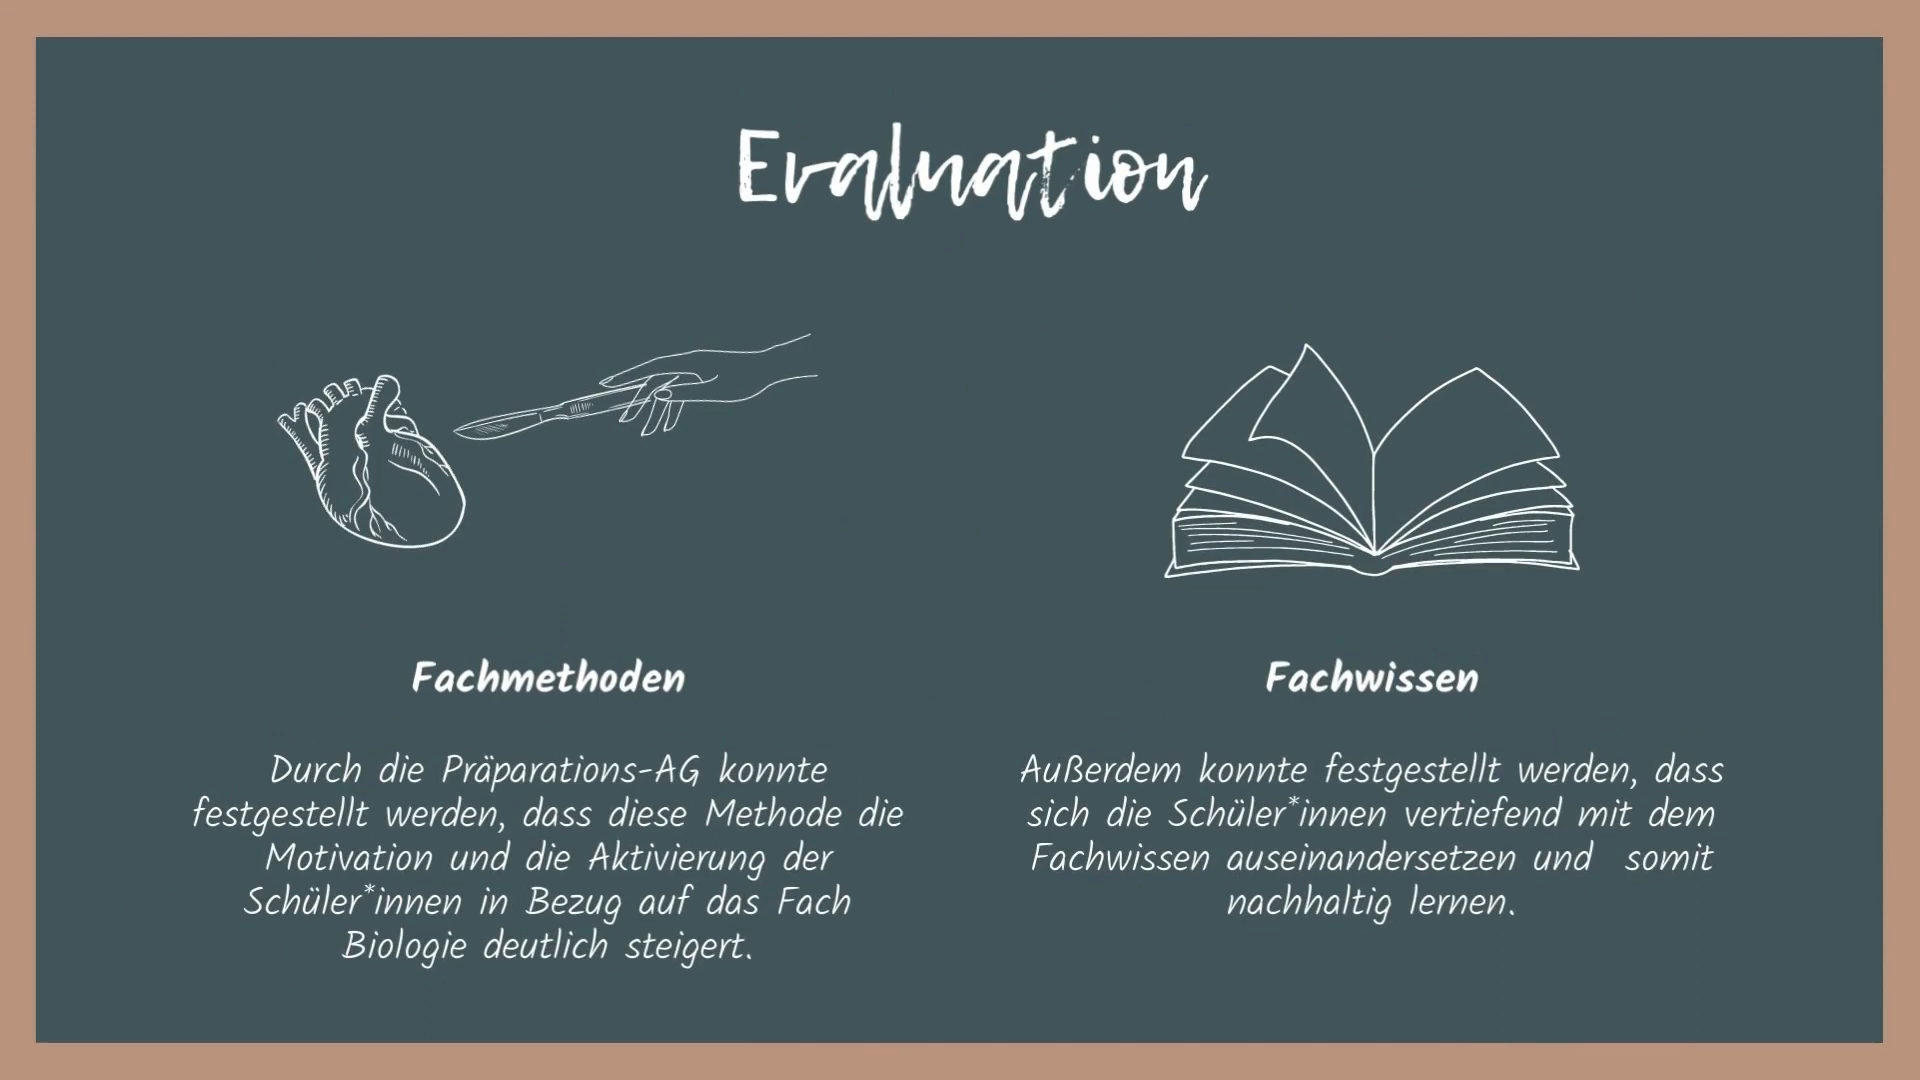 Evaluation
Fachmethoden
Durch die Präparations-AG konnte
festgestellt werden, dass diese Methode die
Motivation und die Aktivierung der
Schüler*innen in Bezug auf das Fach
Biologie deutlich steigert.
Fachwissen
Außerdem konnte festgestellt werden, dass
sich die Schüler*innen vertiefend mit dem
Fachwissen auseinandersetzen und somit
nachhaltig lernen.